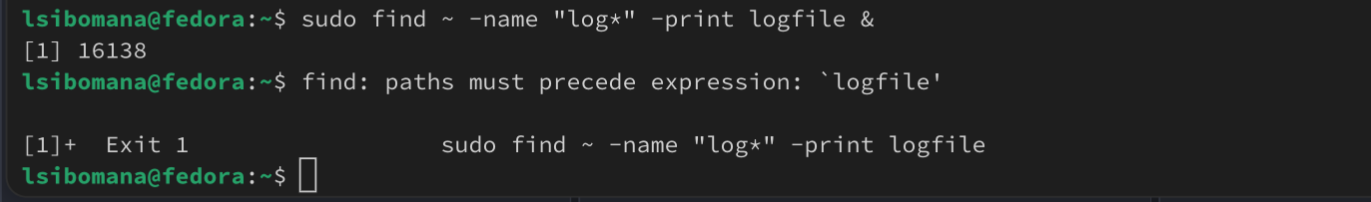 lsibomana@fedora:~$ sudo find ~ -name "log*" -print logfile &
[1] 16138
lsibomana@fedora:~$ find: paths must precede expression: `logfile'
[1]+  Exit 1                  sudo find ~ -name "log*" -print logfile
lsibomana@fedora:~$